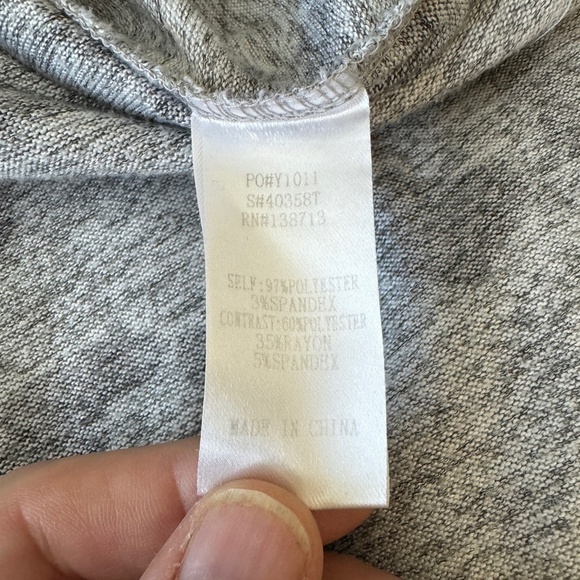 PO#Y1011
S#40358T
RN#138713
SELF:97%POLYESTER
3%SPANDEX
CONTRAST:60%POLYESTER
35%RAYON
5%SPANDEX
MADE IN CHINA